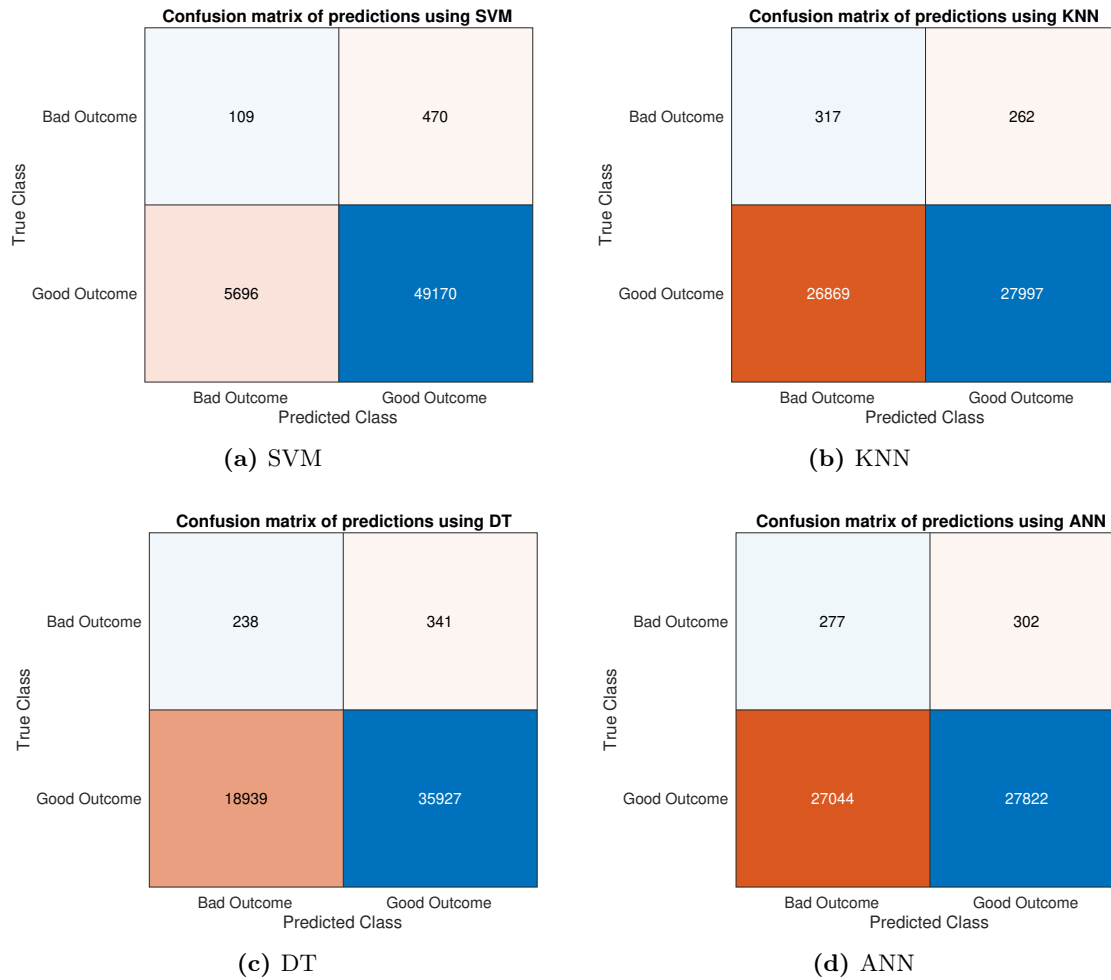 Confusion matrix of predictions using SVM
Bad Outcome
109
470
True Class
Good Outcome
5696
49170
Bad Outcome
Good Outcome
Predicted Class
(a) SVM
Confusion matrix of predictions using KNN
Bad Outcome
317
262
True Class
Good Outcome
26869
27997
Bad Outcome
Good Outcome
Predicted Class
(b) KNN
Confusion matrix of predictions using DT
Bad Outcome
238
341
True Class
Good Outcome
18939
35927
Bad Outcome
Good Outcome
Predicted Class
(c) DT
Confusion matrix of predictions using ANN
Bad Outcome
277
302
True Class
Good Outcome
27044
27822
Bad Outcome
Good Outcome
Predicted Class
(d) ANN